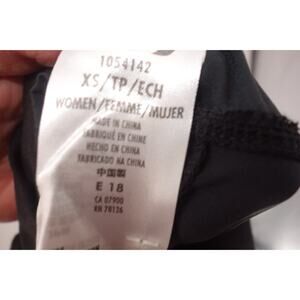 1054142
XS/TP/ECH
WOMEN/FEMME/MUJER
MADE IN CHINA
FABRIQUÉ EN CHINE
HECHO EN CHINA
FABRICADO NA CHINA
中国製
E 18
CA 07900
RN 78126